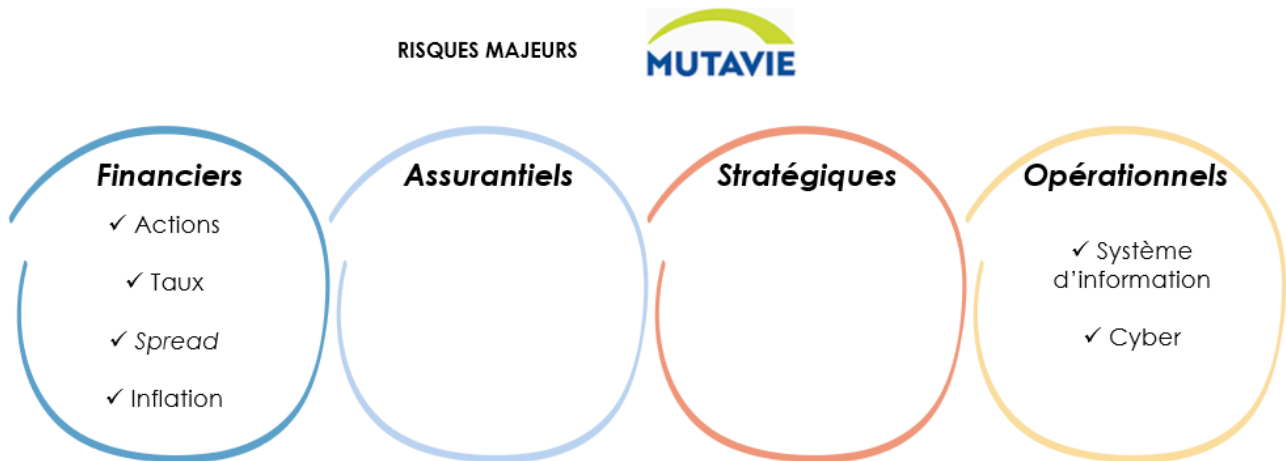 RISQUES MAJEURS
MUTAVIE
Financiers
✓ Actions
✓ Taux
✓ Spread
✓ Inflation
Assurantiels
Stratégiques
Opérationnels
✓ Système
d'information
✓ Cyber